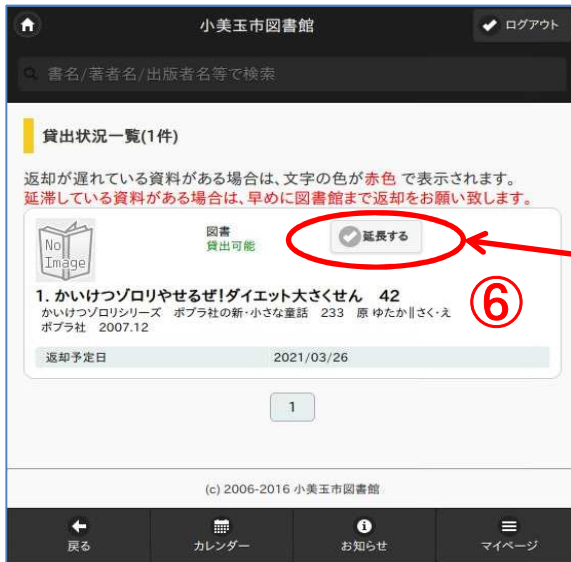 小美玉市図書館
ログアウト
書名/著者名/出版者名等で検索
貸出状況一覧(1件)
返却が遅れている資料がある場合は、文字の色が赤色 で表示されます。
延滞している資料がある場合は、早めに図書館まで返却をお願い致します。
No
Image
図書
貸出可能
延長する
⑥
1. かいけつゾロリやせるぜ!ダイエット大さくせん　42
かいけつゾロリシリーズ　ポプラ社の新・小さな童話　233　原 ゆたか‖さく・え
ポプラ社　2007.12
返却予定日　2021/03/26
1
(c) 2006-2016 小美玉市図書館
戻る
カレンダー
お知らせ
マイページ